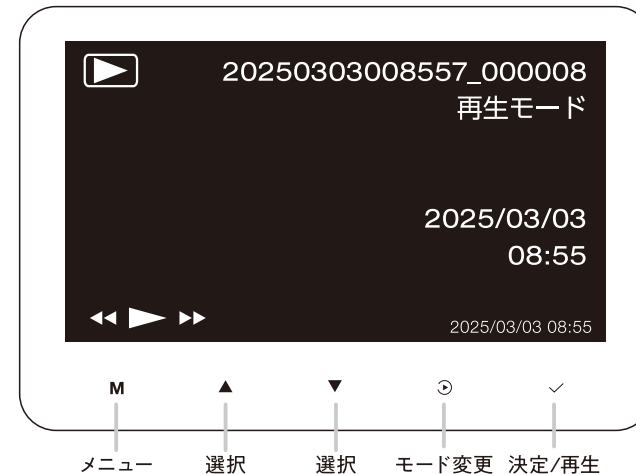 20250303008557_000008
再生モード
2025/03/03
08:55
2025/03/03 08:55
M ▲ ▼
メニュー 選択 選択 モード変更 決定/再生